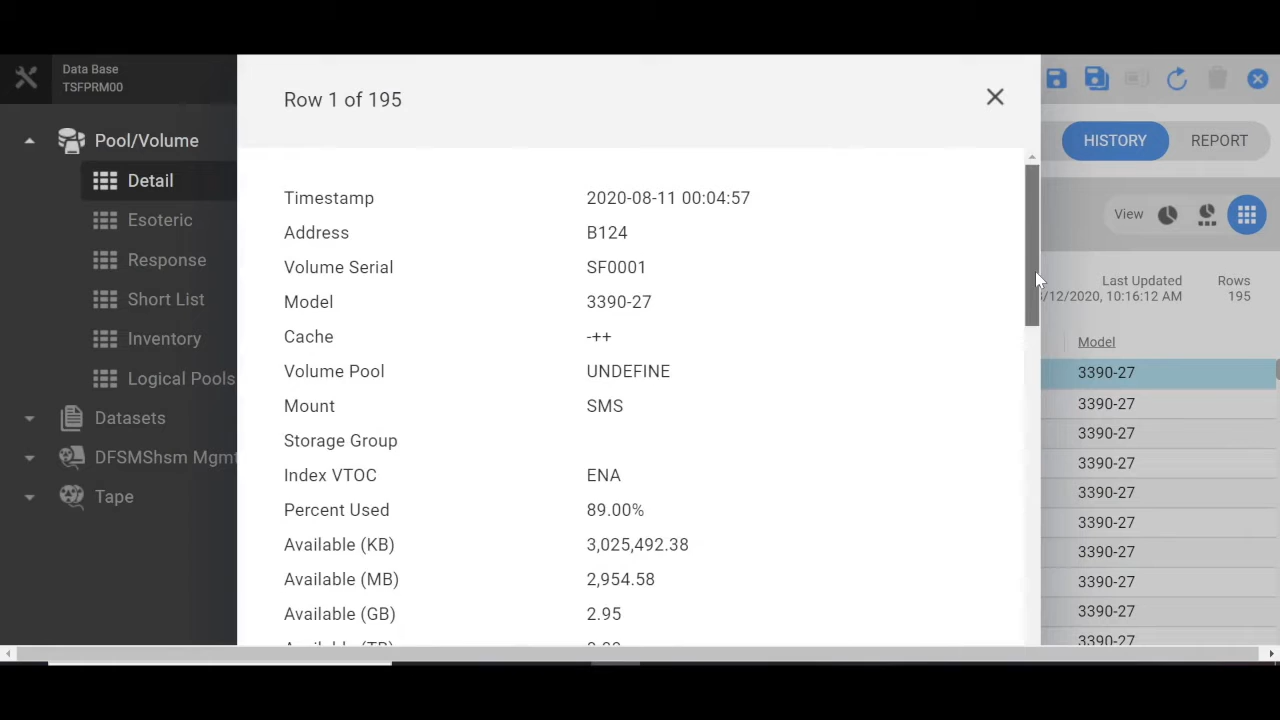 Data Base
TSFPRM00
Pool/Volume
Detail
Esoteric
Response
Short List
Inventory
Logical Pools
Datasets
DFSMShsm Mgmt
Tape
Row 1 of 195
Timestamp 2020-08-11 00:04:57
Address B124
Volume Serial SF0001
Model 3390-27
Cache -++
Volume Pool UNDEFINE
Mount SMS
Storage Group
Index VTOC ENA
Percent Used 89.00%
Available (KB) 3,025,492.38
Available (MB) 2,954.58
Available (GB) 2.95
HISTORY REPORT
View
Last Updated Rows
/12/2020, 10:16:12 AM 195
Model
3390-27
3390-27
3390-27
3390-27
3390-27
3390-27
3390-27
3390-27
3390-27
3390-27